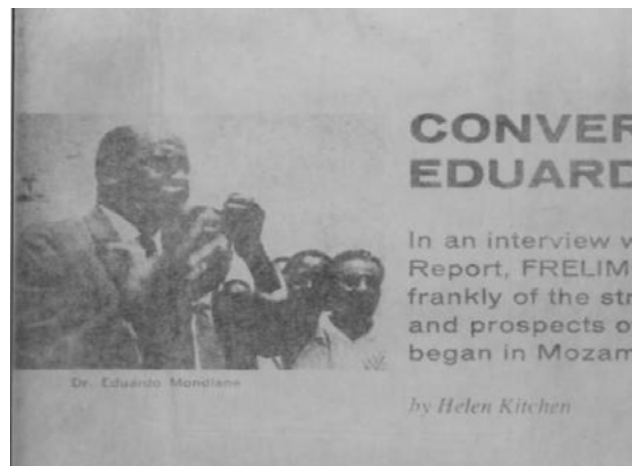 CONVER
EDUARD
In an interview w
Report, FRELIM
frankly of the str
and prospects o
began in Mozam
by Helen Kitchen
Dr. Eduardo Mondlane